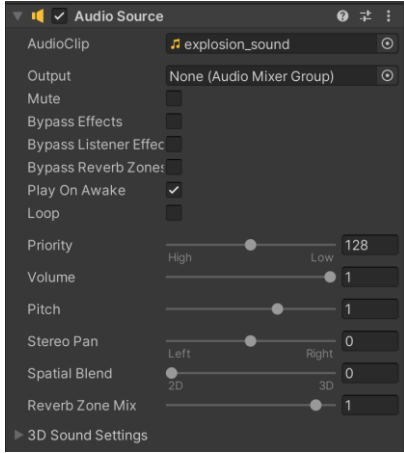 Audio Source
AudioClip explosion_sound
Output None (Audio Mixer Group)
Mute
Bypass Effects
Bypass Listener Effec
Bypass Reverb Zones
Play On Awake
Loop
Priority 128
High Low
Volume 1
Pitch 1
Stereo Pan 0
Left Right
Spatial Blend 0
2D 3D
Reverb Zone Mix 1
3D Sound Settings